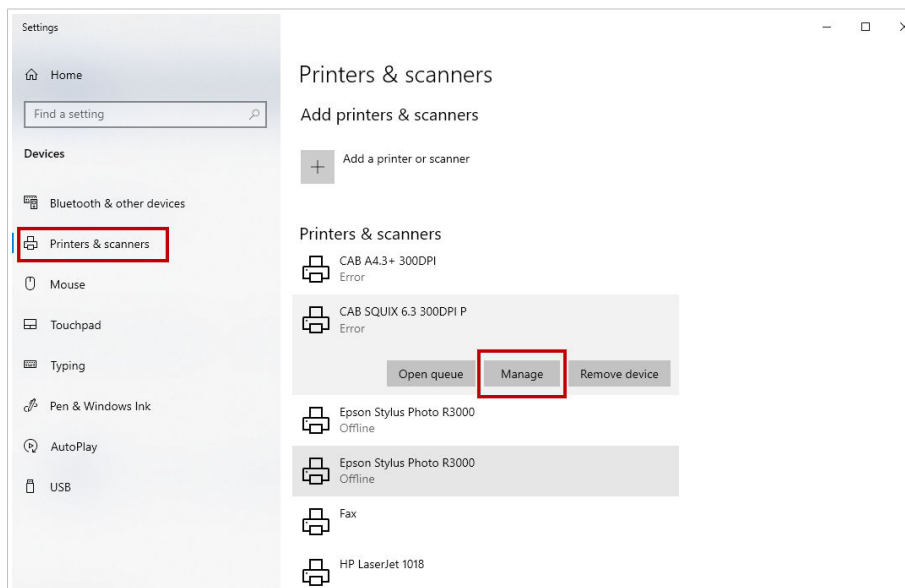 Settings
Home
Find a setting
Devices
Bluetooth & other devices
Printers & scanners
Mouse
Touchpad
Typing
Pen & Windows Ink
AutoPlay
USB
Printers & scanners
Add printers & scanners
Add a printer or scanner
Printers & scanners
CAB A4.3+ 300DPI
Error
CAB SQUIX 6.3 300DPI P
Error
Open queue Manage Remove device
Epson Stylus Photo R3000
Offline
Epson Stylus Photo R3000
Offline
Fax
HP LaserJet 1018